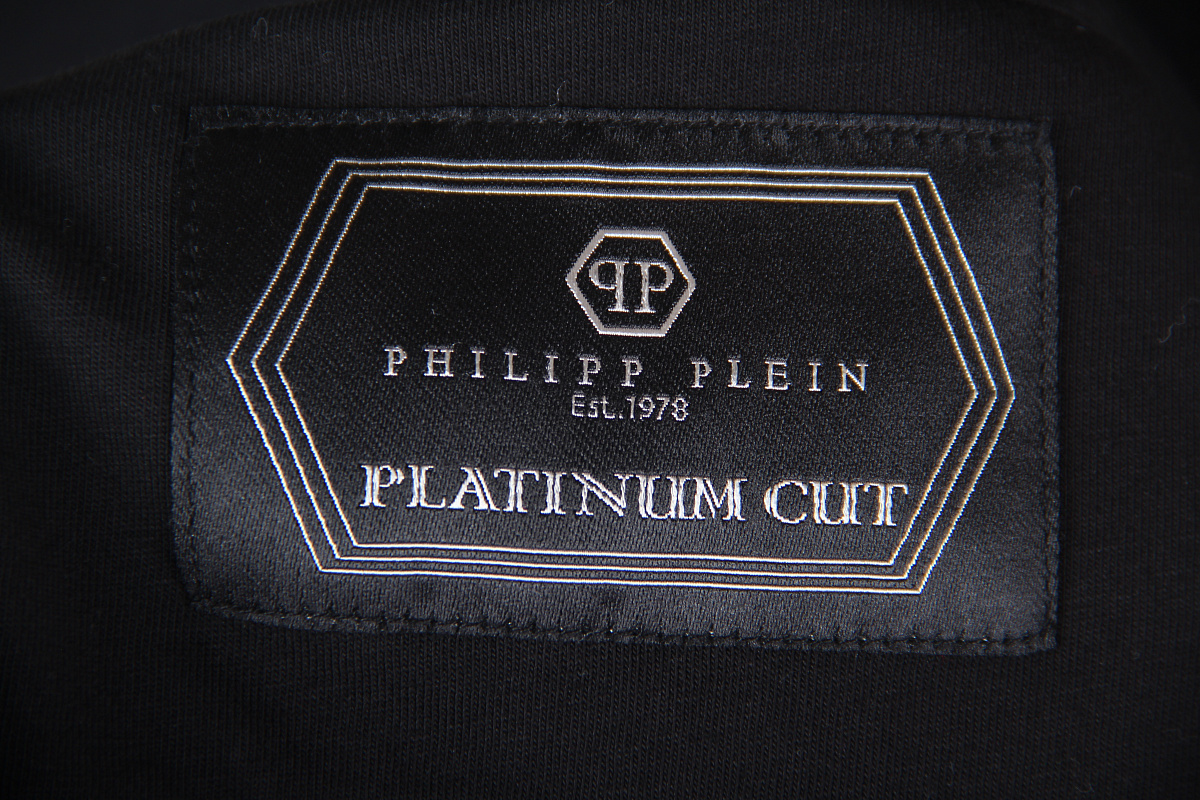 PP
PHILIPP PLEIN
Est.1978
PLATINUM CUT